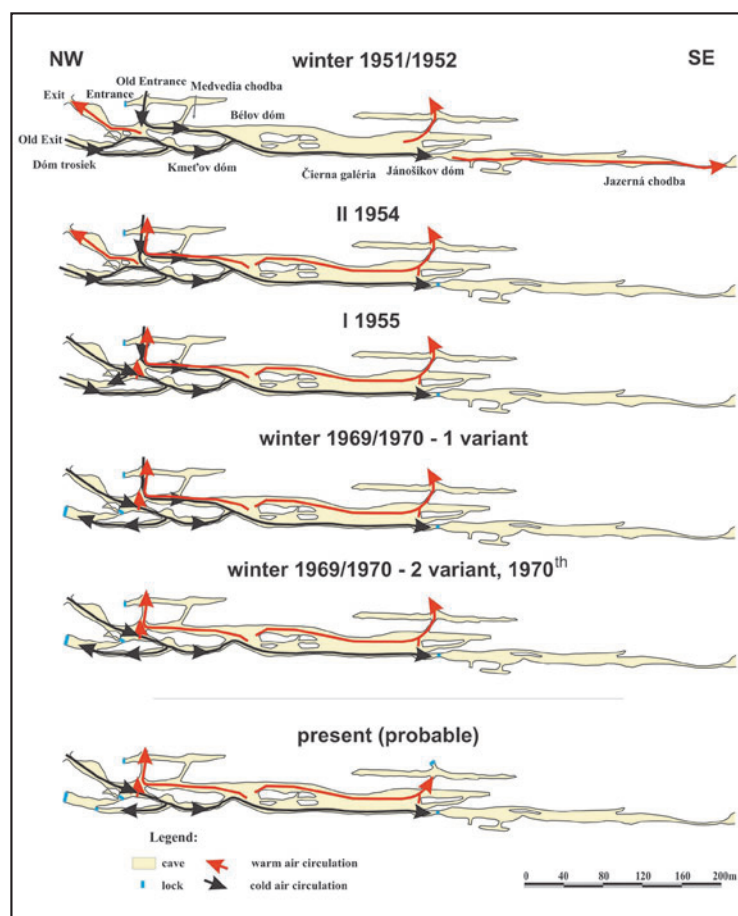 NW
winter 1951/1952
SE
Old Entrance
Exit
Entrance
Medvedia chodba
Bélov dóm
Old Exit
Dóm trosiek
Kmeťov dóm
Čierna galéria
Jánošikov dóm
Jazerná chodba
II 1954
I 1955
winter 1969/1970 - 1 variant
winter 1969/1970 - 2 variant, 1970th
present (probable)
Legend:
cave
warm air circulation
lock
cold air circulation
0 40 80 120 160 200m